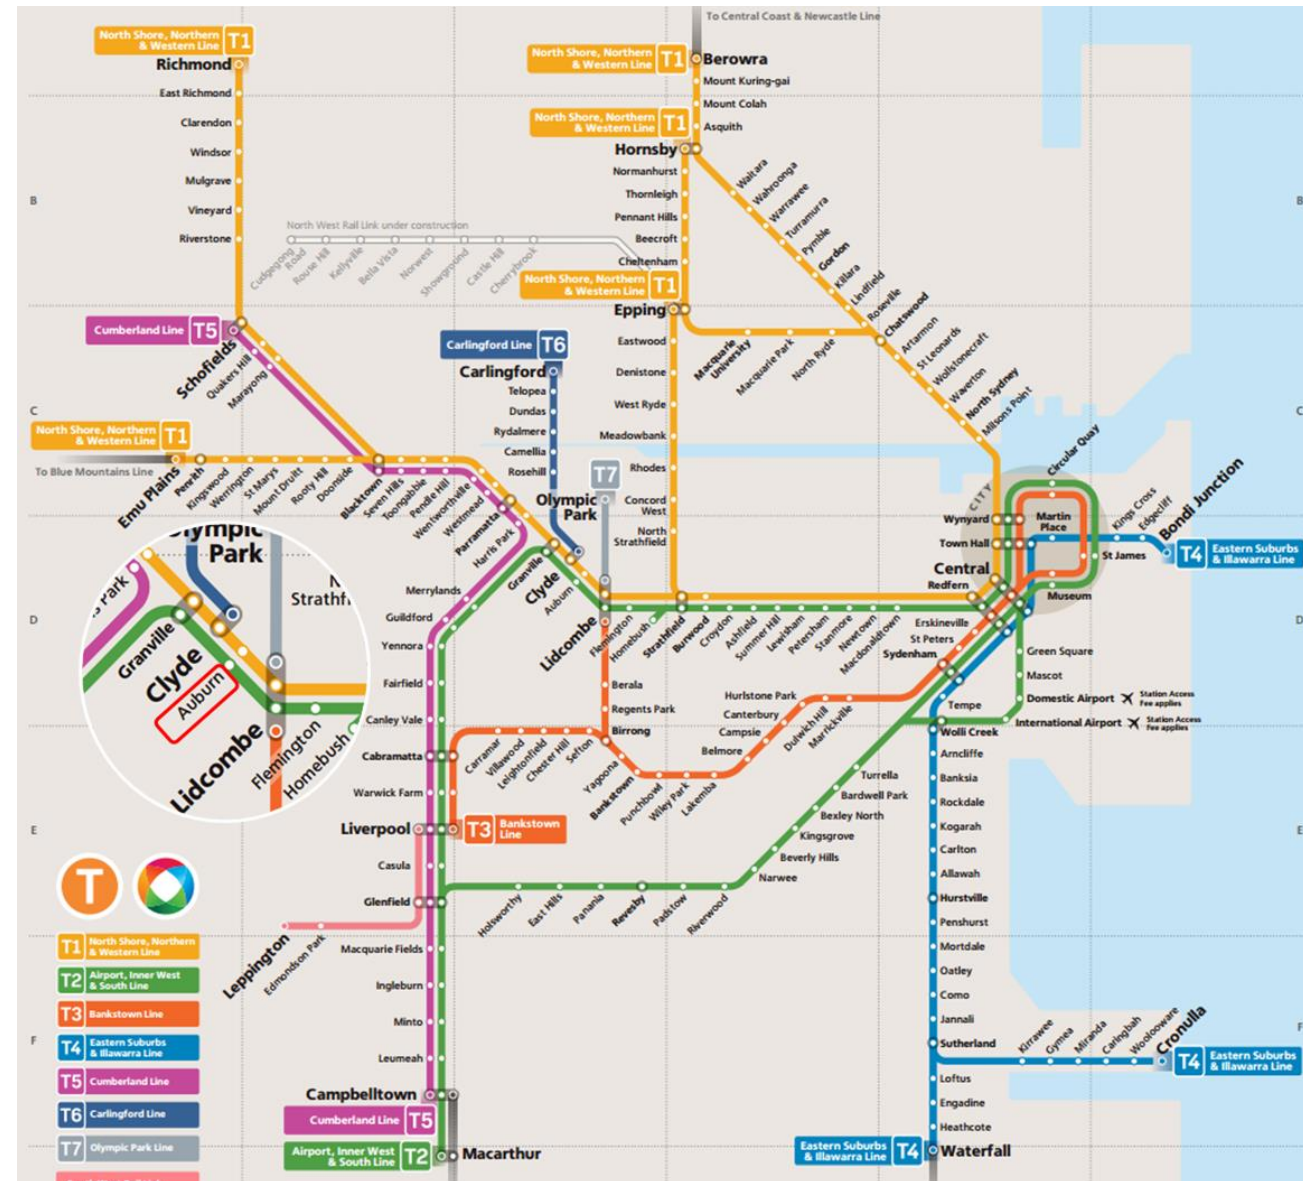 To Central Coast & Newcastle Line
North Shore, Northern
& Western Line
T1
Richmond
East Richmond
Clarendon
Windsor
Mulgrave
Vineyard
Riverstone
North Shore, Northern
& Western Line
T1
Berowra
Mount Kuring-gai
Mount Colah
Asquith
North Shore, Northern
& Western Line
T1
Hornsby
Normanhurst
Thornleigh
Pennant Hills
Beecroft
Cheltenham
B
B
Waitara
Wahroonga
Warrawee
Turramurra
Pymble
Gordon
Killara
Lindfield
Roseville
Chatswood
Artarmon
St Leonards
Wollstonecraft
Waverton
North Sydney
Milsons Point
North West Rail Link under construction
Cudgegong
Road
Route Hill
Kellyville
Bella Vista
Norwest
Showground
Castle Hill
Cherrybrook
North Shore, Northern
& Western Line
T1
Epping
Eastwood
Denistone
West Ryde
Meadowbank
Rhodes
Concord
West
North
Strathfield
Macquarie
University
Macquarie Park
North Ryde
Cumberland Line
T5
Schofields
Quakers Hill
Marayong
Carlingford Line
T6
Carlingford
Telopea
Dundas
Rydalmere
Camellia
Rosehill
C
C
North Shore, Northern
& Western Line
T1
To Blue Mountains Line
Emu Plains
Penrith
Kingswood
Werrington
St Marys
Mount Druitt
Rooty Hill
Doonside
Blacktown
Seven Hills
Toongabbie
Pendle Hill
Wentworthville
Westmead
Parramatta
Harris Park
T7
Olympic
Park
Granville
Clyde
Auburn
Lidcombe
Flemington
Homebush
Strathfield
Burwood
Croydon
Ashfield
Summer Hill
Lewisham
Petersham
Stanmore
Newtown
Macdonaldtown
CITY
Circular Quay
Wynyard
Martin
Place
Town Hall
St James
Central
Redfern
Museum
Kings Cross
Edgecliff
Bondi Junction
T4
Eastern Suburbs
& Illawarra Line
Erskineville
St Peters
Sydenham
Green Square
Mascot
Domestic Airport
Station Access
Fee applies
International Airport
Station Access
Fee applies
Tempe
Wolli Creek
D
D
Merrylands
Guildford
Yennora
Fairfield
Canley Vale
Cabramatta
Warwick Farm
Liverpool
Casula
Glenfield
Macquarie Fields
Ingleburn
Minto
Leumeah
Campbelltown
Cumberland Line
T5
Airport, Inner West
& South Line
T2
Macarthur
Berala
Regents Park
Birrong
Carramar
Villawood
Leightonfield
Chester Hill
Sefton
Yagoona
Bankstown
Punchbowl
Wiley Park
Lakemba
Belmore
Campsie
Canterbury
Hurlstone Park
Dulwich Hill
Marrickville
T3
Bankstown
Line
Turrella
Bardwell Park
Bexley North
Kingsgrove
Beverly Hills
Narwee
Riverwood
Padstow
Revesby
Panania
East Hills
Holsworthy
Leppington
Edmondson Park
Arncliffe
Banksia
Rockdale
Kogarah
Carlton
Allawah
Hurstville
Penshurst
Mortdale
Oatley
Como
Jannali
Sutherland
Loftus
Engadine
Heathcote
Eastern Suburbs
& Illawarra Line
T4
Waterfall
Kirrawee
Gymea
Miranda
Caringbah
Woolooware
Cronulla
T4
Eastern Suburbs
& Illawarra Line
E
E
F
F
Olympic
Park
Strathfi
s Park
Granville
Clyde
Auburn
Lidcombe
Flemington
Homebush
T
T1
North Shore, Northern
& Western Line
T2
Airport, Inner West
& South Line
T3
Bankstown Line
T4
Eastern Suburbs
& Illawarra Line
T5
Cumberland Line
T6
Carlingford Line
T7
Olympic Park Line